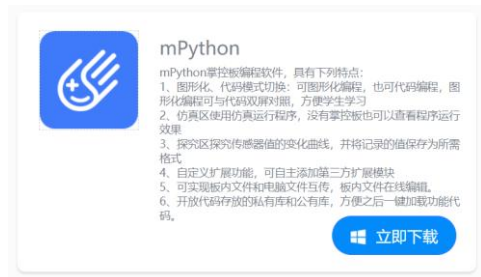 mPython
mPython掌控板编程软件，具有下列特点：
1、图形化、代码模式切换：可图形化编程，也可代码编程，图
形化编程可与代码双屏对照，方便学生学习
2、仿真区使用仿真运行程序，没有掌控板也可以查看程序运行
效果
3、探究区探究传感器值的变化曲线，并将记录的值保存为所需
格式
4、自定义扩展功能，可自主添加第三方扩展模块
5、可实现板内文件和电脑文件互传，板内文件在线编辑。
6、开放代码存放的私有库和公有库，方便之后一键加载功能代
码。
立即下载